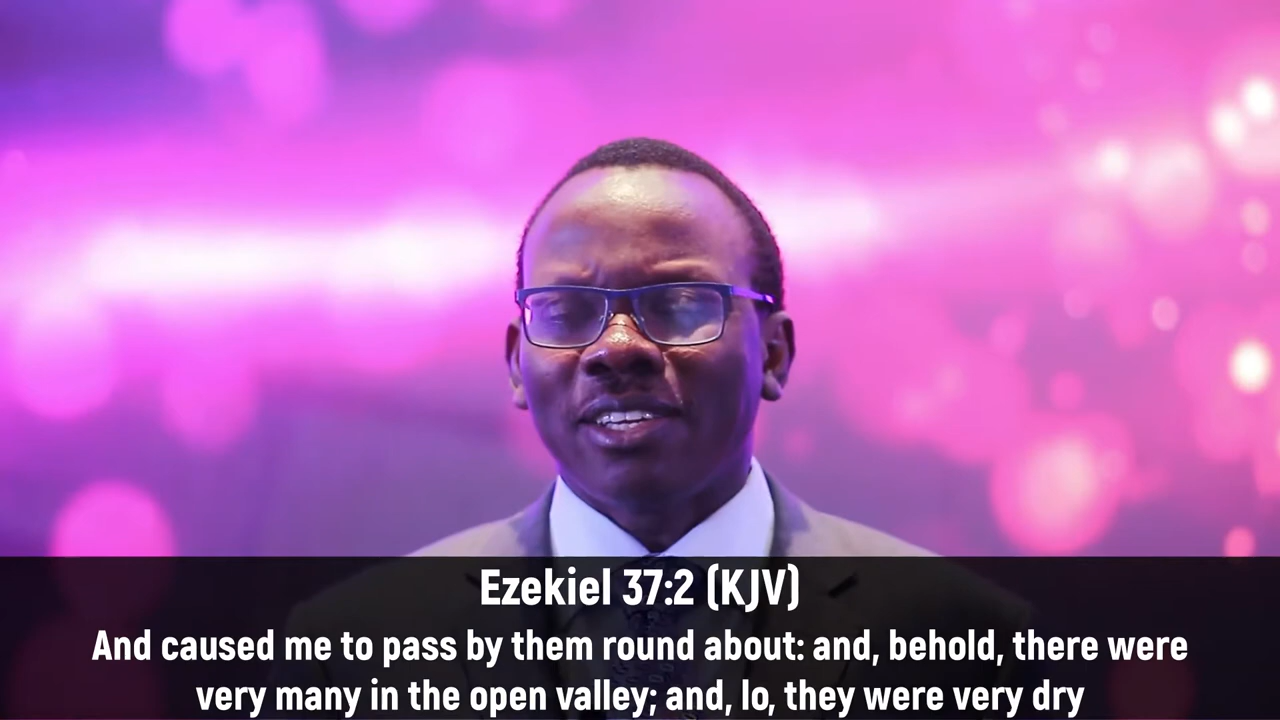 Ezekiel 37:2 (KJV)
And caused me to pass by them round about: and, behold, there were
very many in the open valley; and, lo, they were very dry